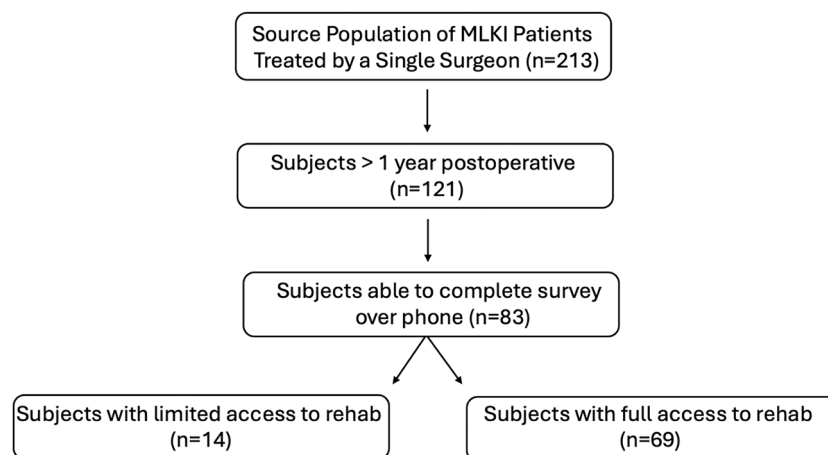 Source Population of MLKI Patients
Treated by a Single Surgeon (n=213)
Subjects > 1 year postoperative
(n=121)
Subjects able to complete survey
over phone (n=83)
Subjects with limited access to rehab
(n=14)
Subjects with full access to rehab
(n=69)